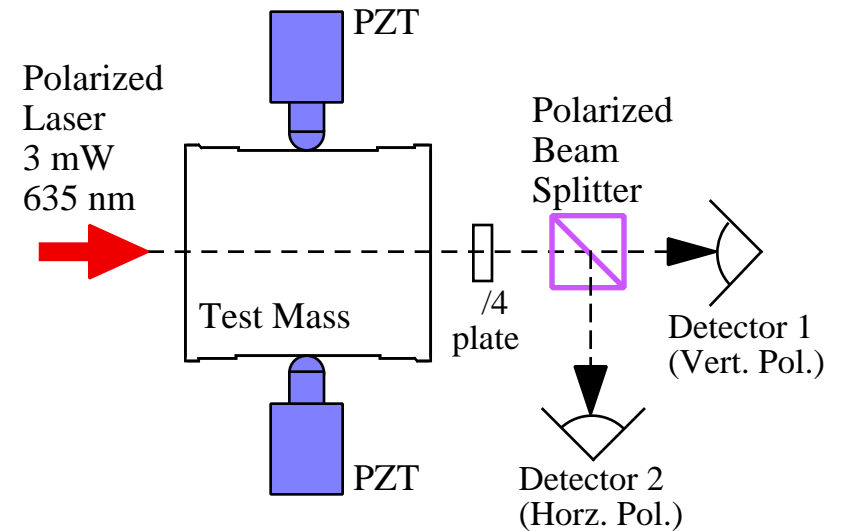 PZT
Polarized
Laser
3 mW
635 nm
Polarized
Beam
Splitter
Test Mass
/4
plate
Detector 1
(Vert. Pol.)
PZT
Detector 2
(Horz. Pol.)